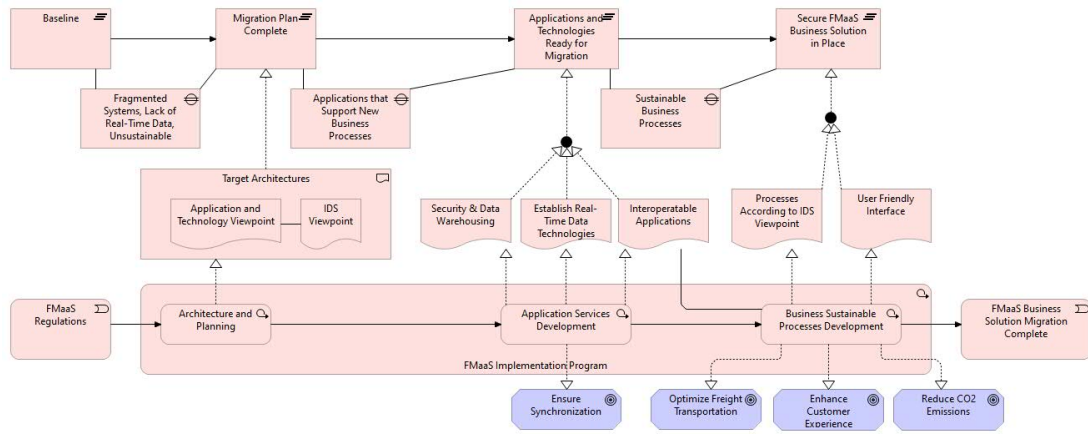 Baseline
Migration Plan
Complete
Applications and
Technologies
Ready for
Migration
Secure FMaaS
Business Solution
in Place
Fragmented
Systems, Lack of
Real-Time Data,
Unsustainable
Applications that
Support New
Business
Processes
Sustainable
Business
Processes
Target Architectures
Application and
Technology Viewpoint
IDS
Viewpoint
Security & Data
Warehousing
Establish Real-
Time Data
Technologies
Interoperatable
Applications
Processes
According to IDS
Viewpoint
User Friendly
Interface
FMaaS
Regulations
Architecture and
Planning
Application Services
Development
Business Sustainable
Processes Development
FMaaS Business
Solution Migration
Complete
FMaaS Implementation Program
Ensure
Synchronization
Optimize Freight
Transportation
Enhance
Customer
Experience
Reduce CO2
Emissions